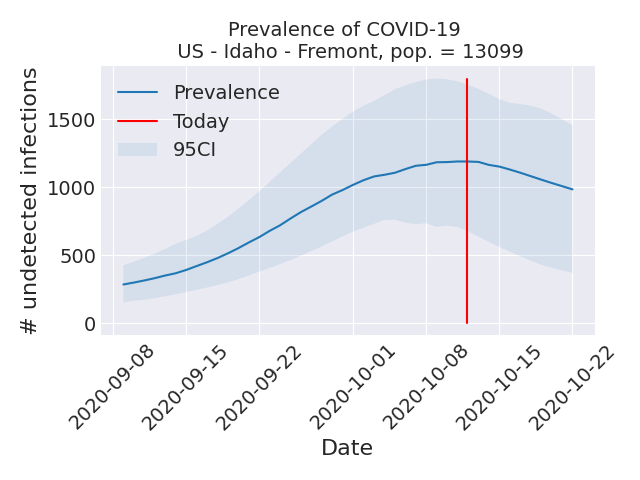 Prevalence of COVID-19
US - Idaho - Fremont, pop. = 13099
Prevalence
Today
95CI
# undetected infections
1500
1000
500
0
2020-09-08
2020-09-15
2020-09-22
2020-10-01
2020-10-08
2020-10-15
2020-10-22
Date